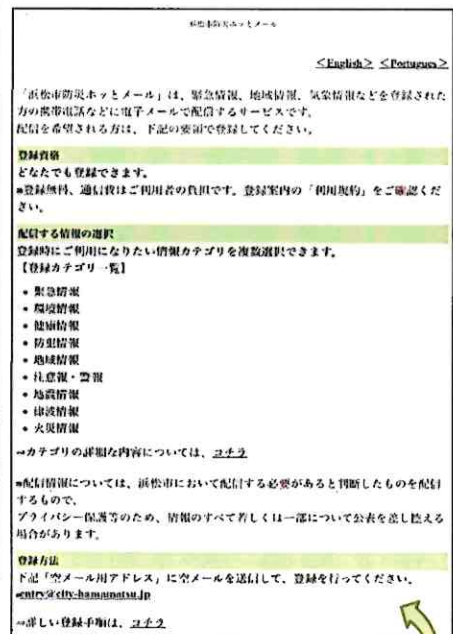 浜松市防災ホッとメール
<English> <Portugues>
「浜松市防災ホッとメール」は、緊急情報、地域情報、気象情報などを登録された
方の携帯電話などに電子メールで配信するサービスです。
配信を希望される方は、下記の要領で登録してください。
登録資格
どなたでも登録できます。
※登録無料、通信費はご利用者の負担です。登録案内の「利用規約」をご確認くだ
さい。
配信する情報の選択
登録時にご利用になりたい情報カテゴリを複数選択できます。
【登録カテゴリ一覧】
• 緊急情報
• 環境情報
• 健康情報
• 防犯情報
• 地域情報
• 注意報・警報
• 地震情報
• 津波情報
• 火災情報
⇒カテゴリの詳細な内容については、コチラ
※配信情報については、浜松市において配信する必要があると判断したものを配信
するもので、
プライバシー保護等のため、情報のすべて若しくは一部について公表を差し控える
場合があります。
登録方法
下記「空メール用アドレス」に空メールを送信して、登録を行ってください。
entry@city-hamamatsu.jp
⇒詳しい登録手順は、コチラ